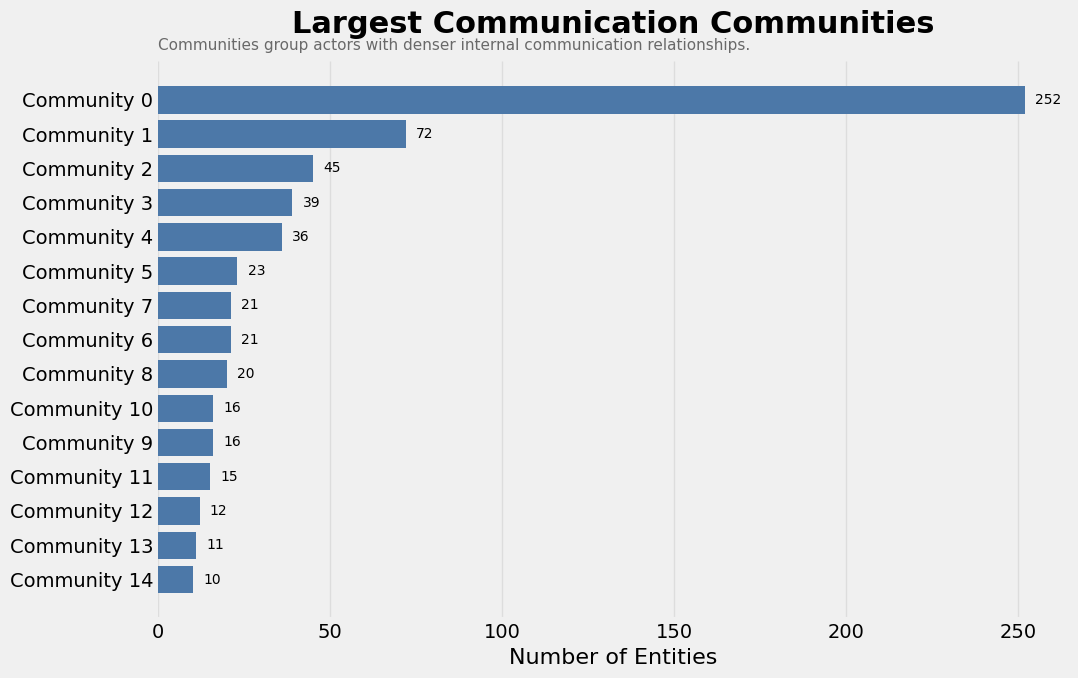 Largest Communication Communities
Communities group actors with denser internal communication relationships.
Community 0 252
Community 1 72
Community 2 45
Community 3 39
Community 4 36
Community 5 23
Community 7 21
Community 6 21
Community 8 20
Community 10 16
Community 9 16
Community 11 15
Community 12 12
Community 13 11
Community 14 10
0 50 100 150 200 250
Number of Entities